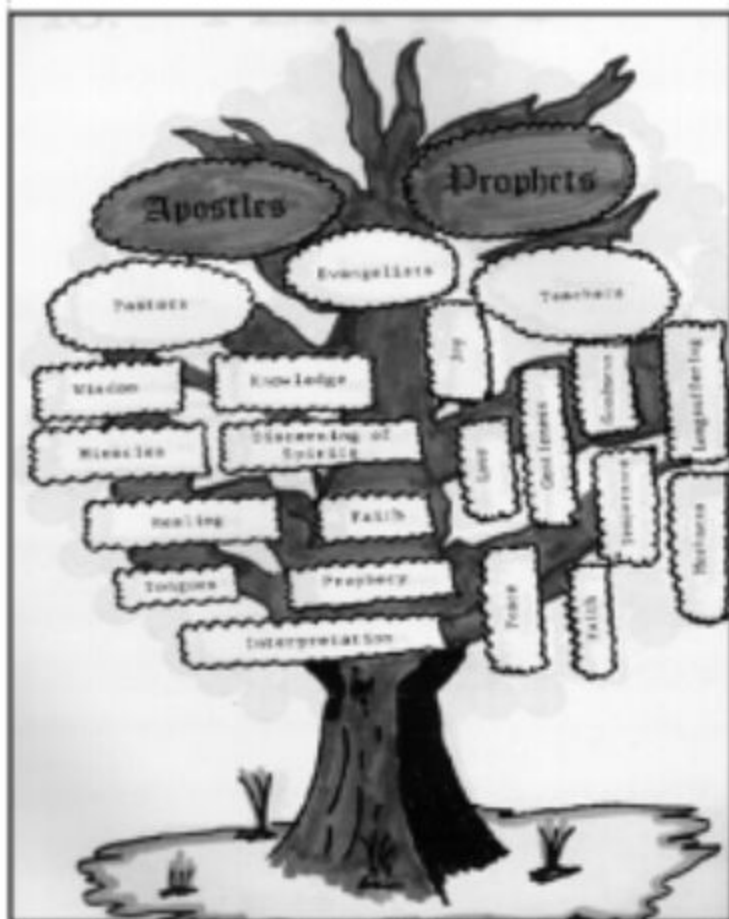 Apostles
Prophets
Evangelists
Pastors
Teachers
Joy
Wisdom
Knowledge
Goodness
Longsuffering
Miracles
Discerning of
Spirits
Love
Gentleness
Temperance
Meekness
Healing
Faith
Tongues
Prophecy
Peace
Faith
Interpretation